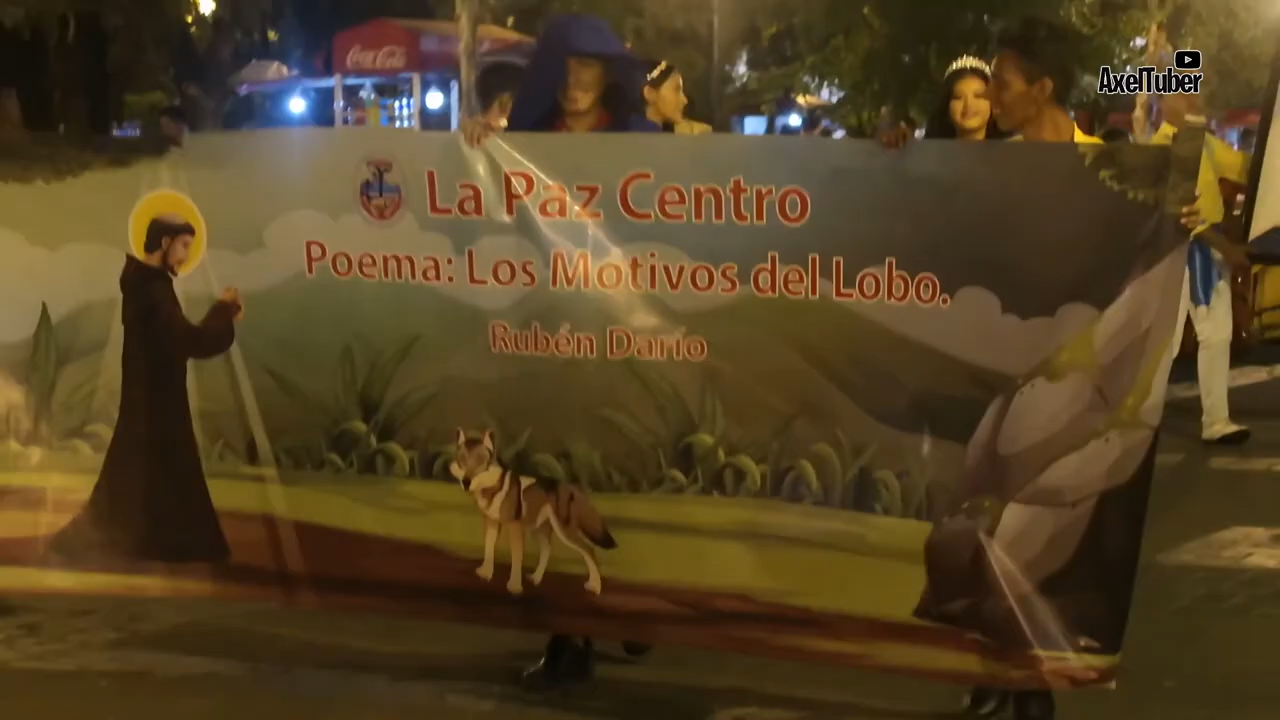 Coca-Cola
AxelTuber
La Paz Centro
Poema: Los Motivos del Lobo.
Rubén Darío